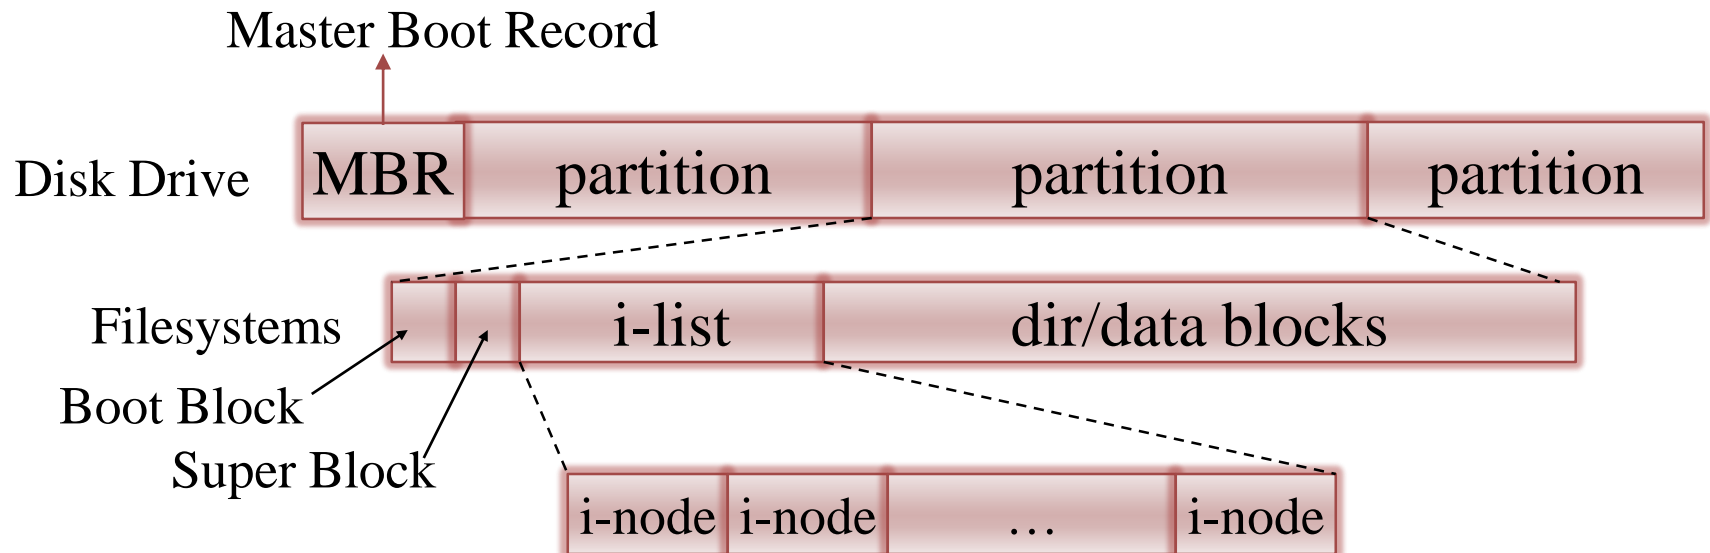 Master Boot Record
Disk Drive MBR partition partition partition
Filesystems i-list dir/data blocks
Boot Block
Super Block
i-node i-node ... i-node